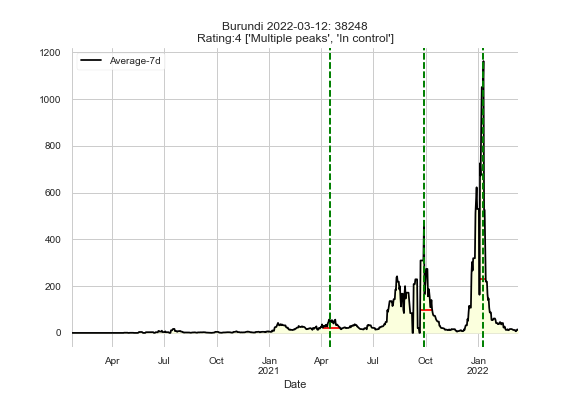 Burundi 2022-03-12: 38248
Rating:4 ['Multiple peaks', 'In control']
Average-7d
1200
1000
800
600
400
200
0
Apr Jul Oct Jan Apr Jul Oct Jan
2021 2022
Date